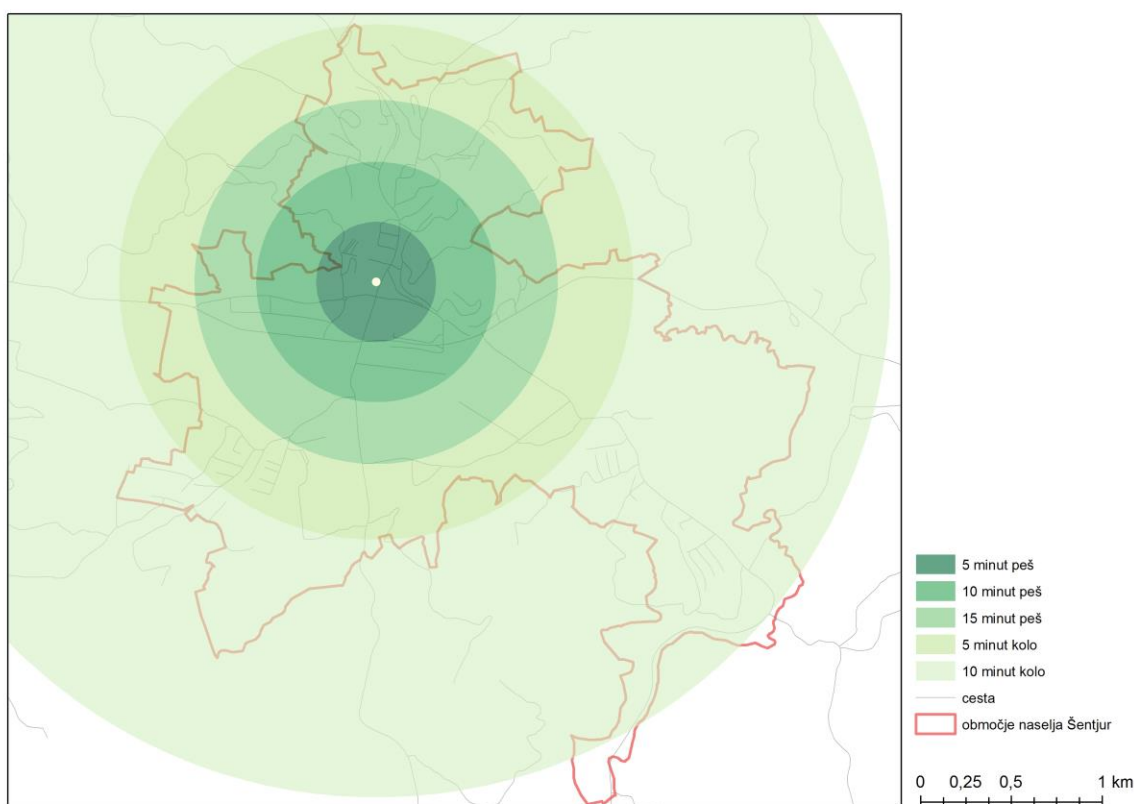 5 minut peš
10 minut peš
15 minut peš
5 minut kolo
10 minut kolo
cesta
območje naselja Šentjur
0 0,25 0,5 1 km